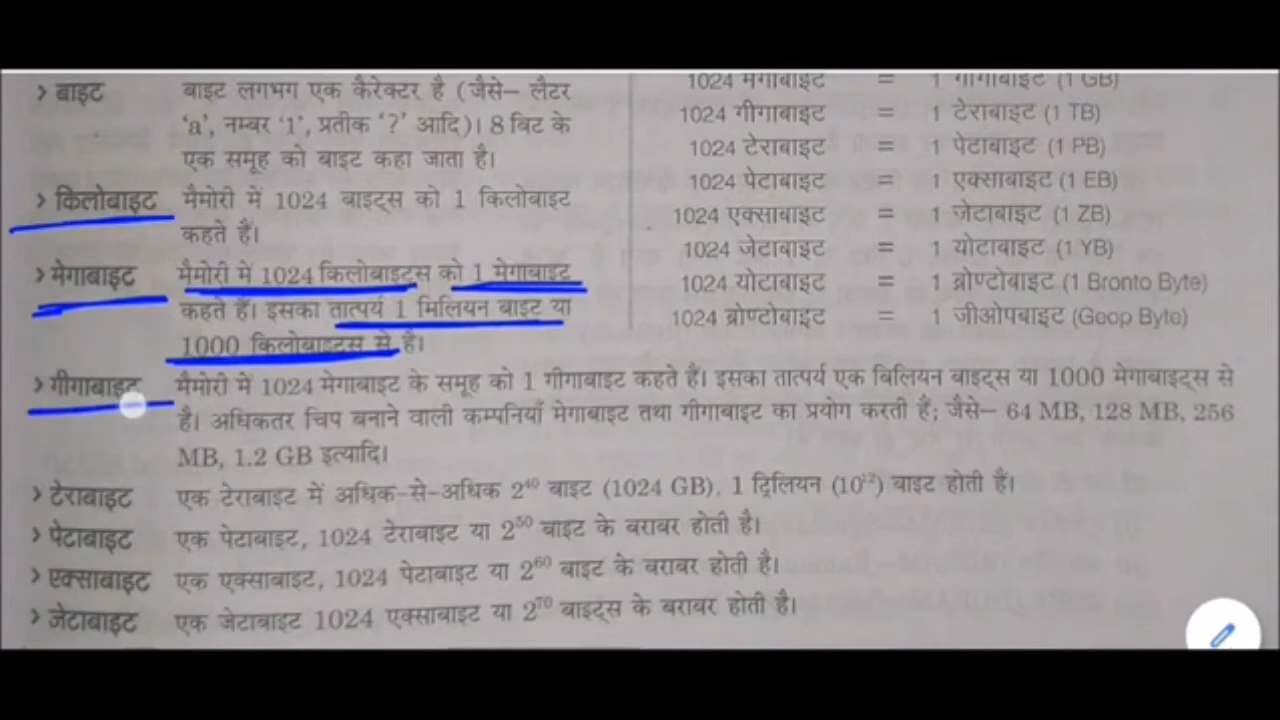 › बाइट बाइट लगभग एक कैरेक्टर है (जैसे– लैटर
'a', नम्बर '1', प्रतीक '?' आदि)। 8 बिट के
एक समूह को बाइट कहा जाता है।
› किलोबाइट मैमोरी में 1024 बाइट्स को 1 किलोबाइट
कहते हैं।
› मेगाबाइट मैमोरी में 1024 किलोबाइट्स को 1 मेगाबाइट
कहते हैं। इसका तात्पर्य 1 मिलियन बाइट या
1000 किलोबाइट्स से है।
1024 मेगाबाइट = 1 गीगाबाइट (1 GB)
1024 गीगाबाइट = 1 टेराबाइट (1 TB)
1024 टेराबाइट = 1 पेटाबाइट (1 PB)
1024 पेटाबाइट = 1 एक्साबाइट (1 EB)
1024 एक्साबाइट = 1 जेटाबाइट (1 ZB)
1024 जेटाबाइट = 1 योटाबाइट (1 YB)
1024 योटाबाइट = 1 ब्रोण्टोबाइट (1 Bronto Byte)
1024 ब्रोण्टोबाइट = 1 जीओपबाइट (Geop Byte)
› गीगाबाइट मैमोरी में 1024 मेगाबाइट के समूह को 1 गीगाबाइट कहते हैं। इसका तात्पर्य एक बिलियन बाइट्स या 1000 मेगाबाइट्स से
है। अधिकतर चिप बनाने वाली कम्पनियाँ मेगाबाइट तथा गीगाबाइट का प्रयोग करती हैं; जैसे– 64 MB, 128 MB, 256
MB, 1.2 GB इत्यादि।
› टेराबाइट एक टेराबाइट में अधिक-से-अधिक 2⁴⁰ बाइट (1024 GB), 1 ट्रिलियन (10¹²) बाइट होती हैं।
› पेटाबाइट एक पेटाबाइट, 1024 टेराबाइट या 2⁵⁰ बाइट के बराबर होती है।
› एक्साबाइट एक एक्साबाइट, 1024 पेटाबाइट या 2⁶⁰ बाइट के बराबर होती है।
› जेटाबाइट एक जेटाबाइट 1024 एक्साबाइट या 2⁷⁰ बाइट्स के बराबर होती है।